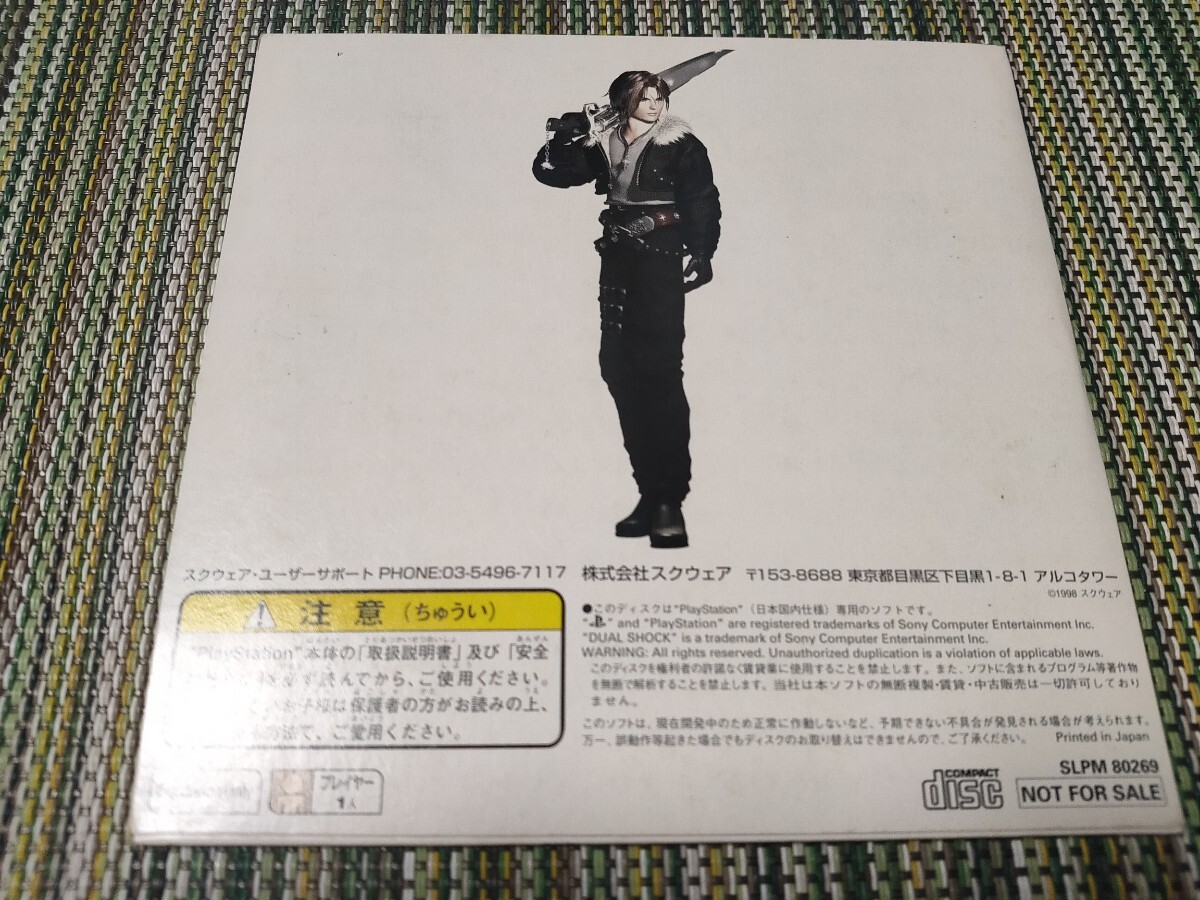 スクウェア・ユーザーサポート PHONE:03-5496-7117
株式会社スクウェア 〒153-8688 東京都目黒区下目黒1-8-1 アルコタワー
©1998 スクウェア
注意(ちゅうい)
"PlayStation"本体の「取扱説明書」及び「安全
読んでから、ご使用ください。
お子様は保護者の方がお読みの上、
方法で、ご愛用ください。
●このディスクは"PlayStation"(日本国内仕様)専用のソフトです。
" " and "PlayStation" are registered trademarks of Sony Computer Entertainment Inc.
"DUAL SHOCK" is a trademark of Sony Computer Entertainment Inc.
WARNING: All rights reserved. Unauthorized duplication is a violation of applicable laws.
このディスクを権利者の許諾なく賃貸業に使用することを禁止します。また、ソフトに含まれるプログラム等著作物
を無断で解析することを禁止します。当社は本ソフトの無断複製・賃貸・中古販売は一切許可しており
ません。
このソフトは、現在開発中のため正常に作動しないなど、予期できない不具合が発見される場合が考えられます。
万一、誤動作等起きた場合でもディスクのお取り替えはできませんので、ご了承ください。 Printed in Japan
プレイヤー
1人
COMPACT
disc
SLPM 80269
NOT FOR SALE